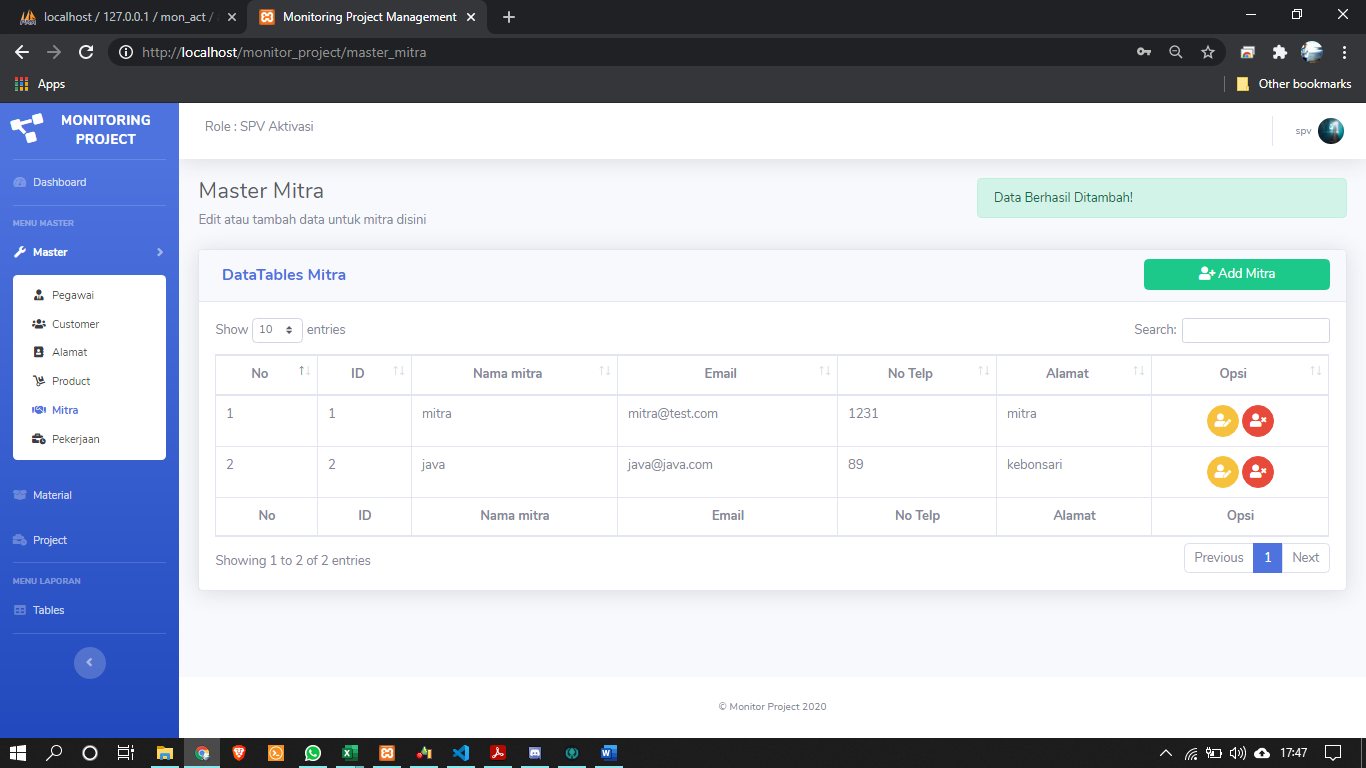 localhost / 127.0.0.1 / mon_act /
Monitoring Project Management
http://localhost/monitor_project/master_mitra
Apps
Other bookmarks
MONITORING
PROJECT
Role : SPV Aktivasi
spv
Dashboard
MENU MASTER
Master
Pegawai
Customer
Alamat
Product
Mitra
Pekerjaan
Material
Project
MENU LAPORAN
Tables
Master Mitra
Edit atau tambah data untuk mitra disini
Data Berhasil Ditambah!
DataTables Mitra
Add Mitra
Show 10 entries
Search:
No ID Nama mitra Email No Telp Alamat Opsi
1 1 mitra mitra@test.com 1231 mitra
2 2 java java@java.com 89 kebonsari
No ID Nama mitra Email No Telp Alamat Opsi
Showing 1 to 2 of 2 entries
Previous 1 Next
© Monitor Project 2020
17:47